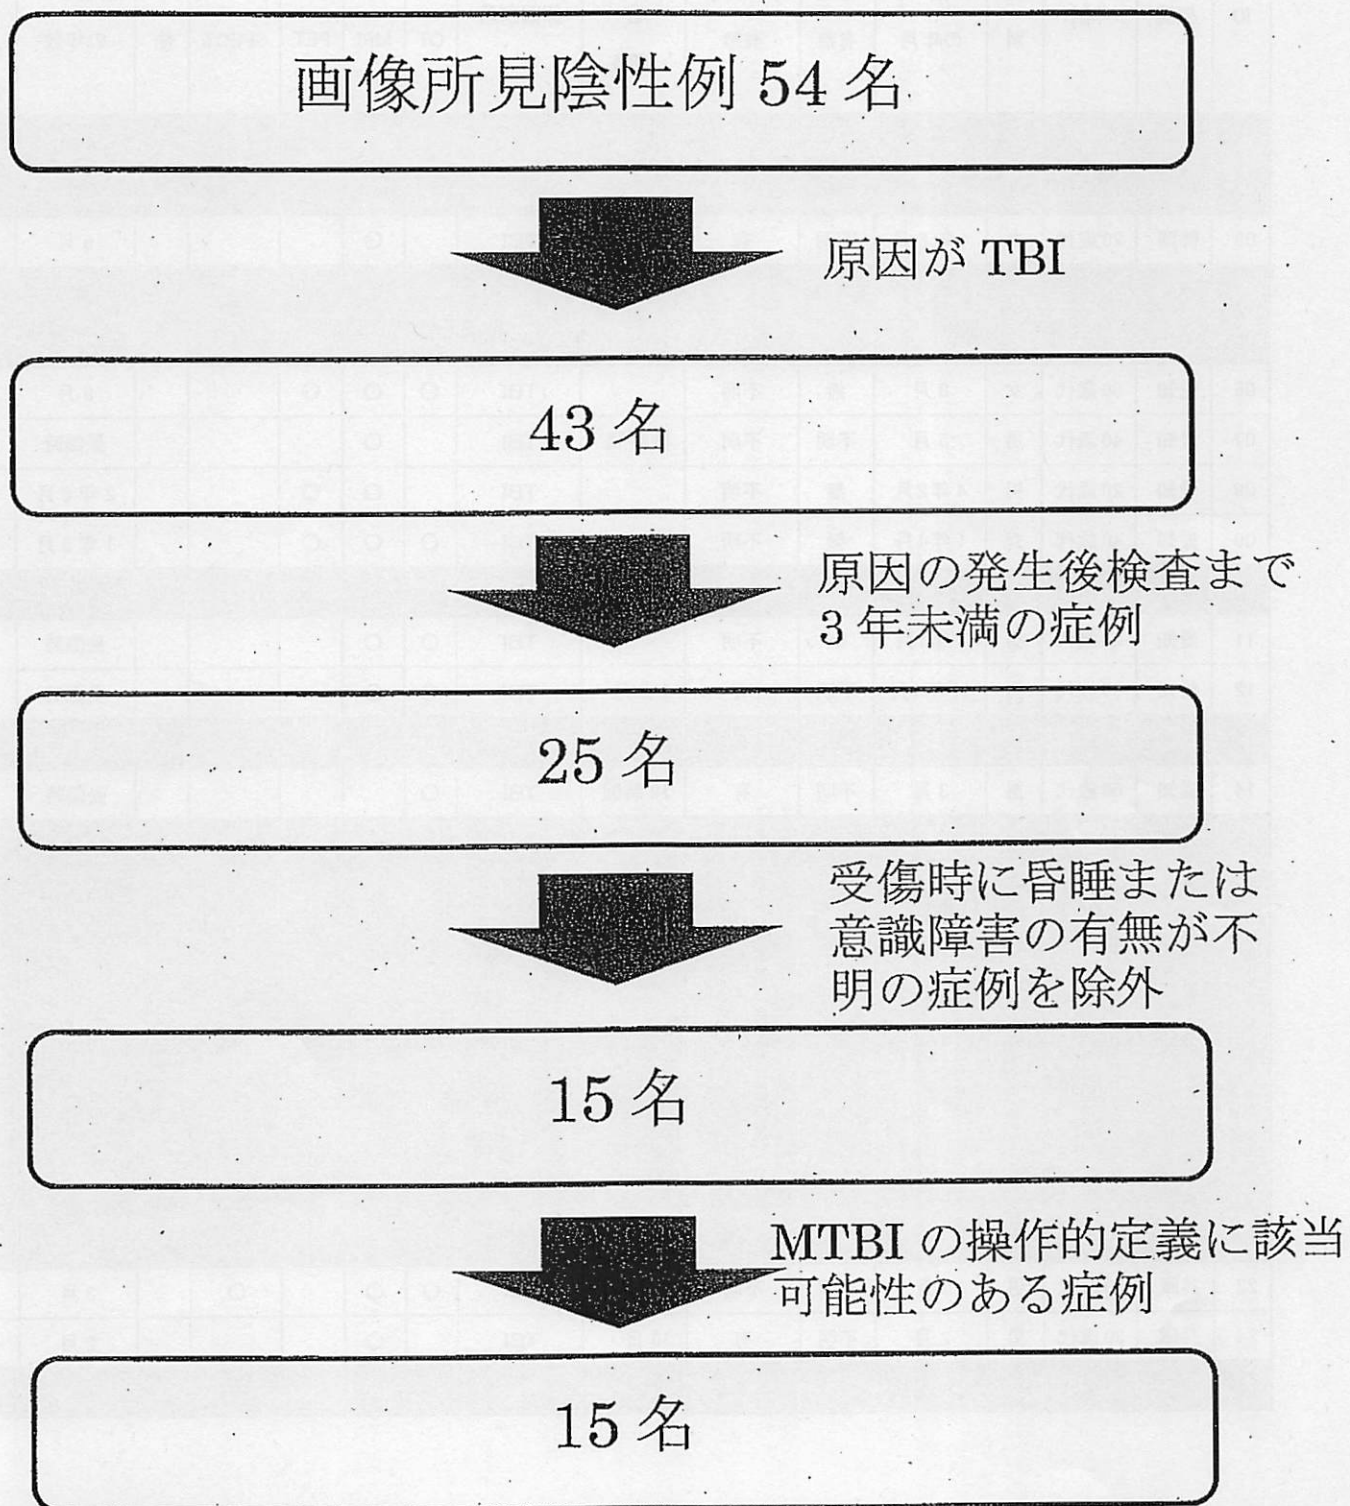 画像所見陰性例 54 名
原因が TBI
43 名
原因の発生後検査まで
3 年未満の症例
25 名
受傷時に昏睡または
意識障害の有無が不
明の症例を除外
15 名
MTBI の操作的定義に該当
可能性のある症例
15 名